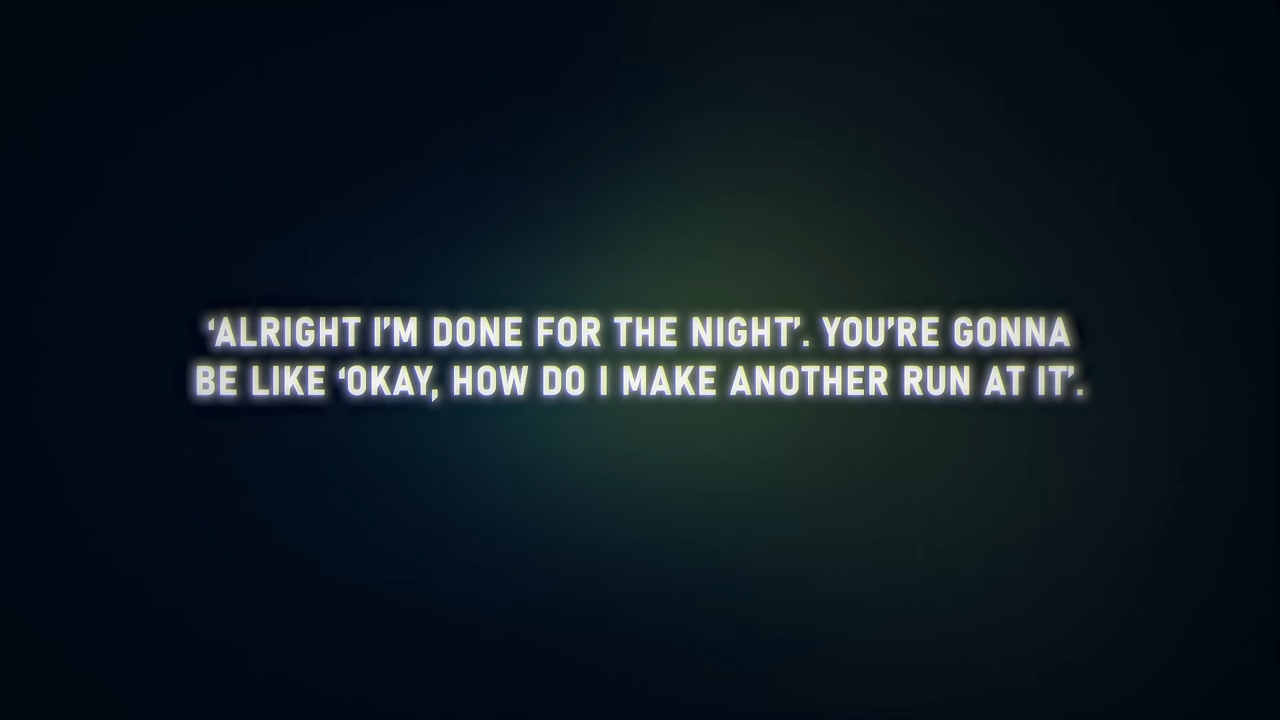 ‘ALRIGHT I’M DONE FOR THE NIGHT’. YOU’RE GONNA
BE LIKE ‘OKAY, HOW DO I MAKE ANOTHER RUN AT IT’.